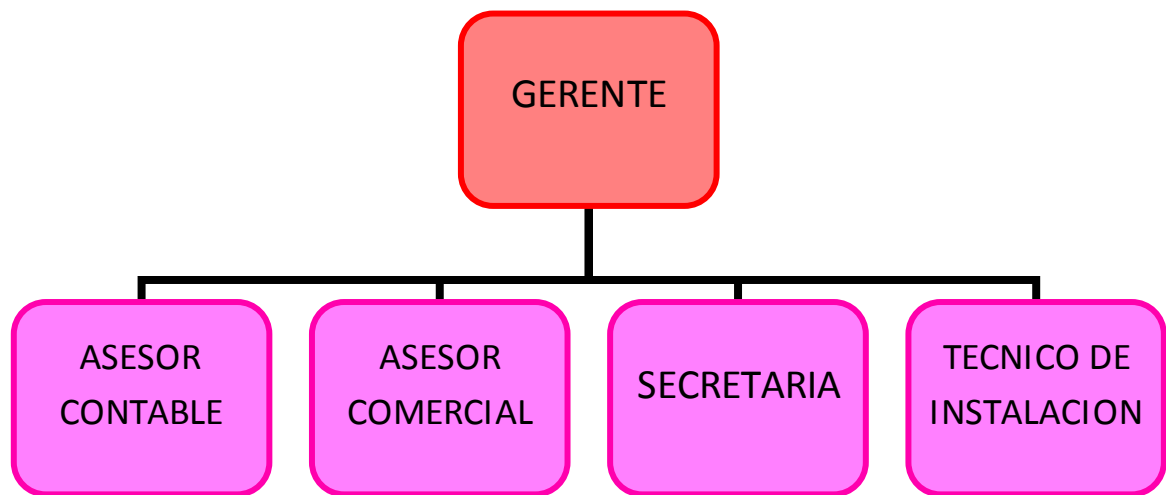 GERENTE
ASESOR
CONTABLE
ASESOR
COMERCIAL
SECRETARIA
TECNICO DE
INSTALACION